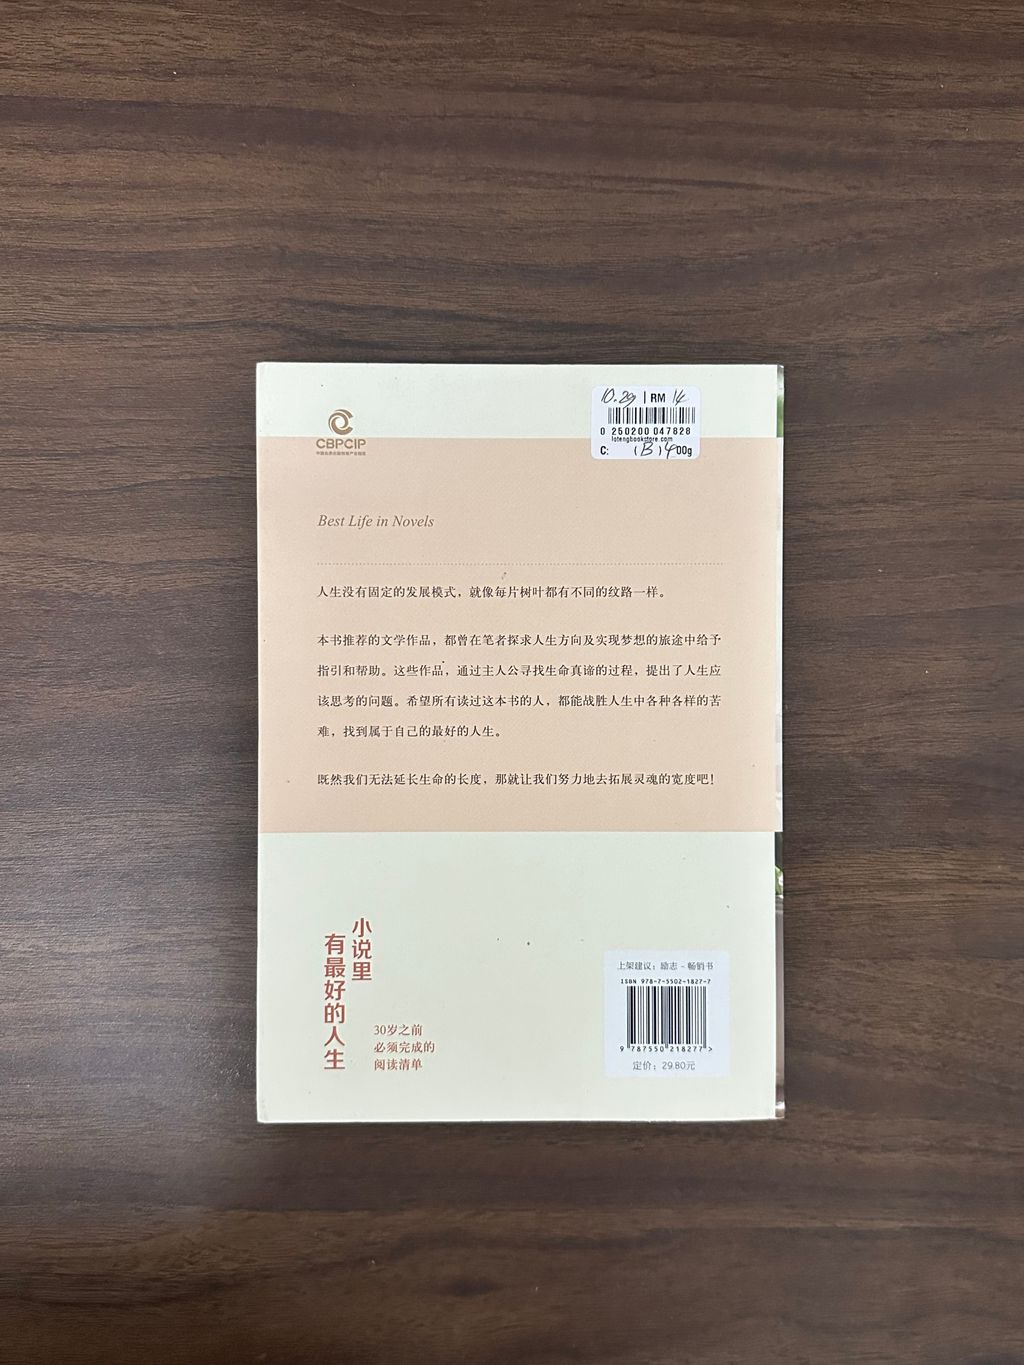 10.29 | RM 14
0 250200 047828
latengbookstore.com
C: (B) 4 00g
CBPCIP
Best Life in Novels
人生没有固定的发展模式，就像每片树叶都有不同的纹路一样。
本书推荐的文学作品，都曾在笔者探求人生方向及实现梦想的旅途中给予
指引和帮助。这些作品，通过主人公寻找生命真谛的过程，提出了人生应
该思考的问题。希望所有读过这本书的人，都能战胜人生中各种各样的苦
难，找到属于自己的最好的人生。
既然我们无法延长生命的长度，那就让我们努力地去拓展灵魂的宽度吧！
小说里
有最好的人生
30岁之前
必须完成的
阅读清单
上架建议：励志-畅销书
ISBN 978-7-5502-1827-7
9 787550 218277 >
定价：29.80元